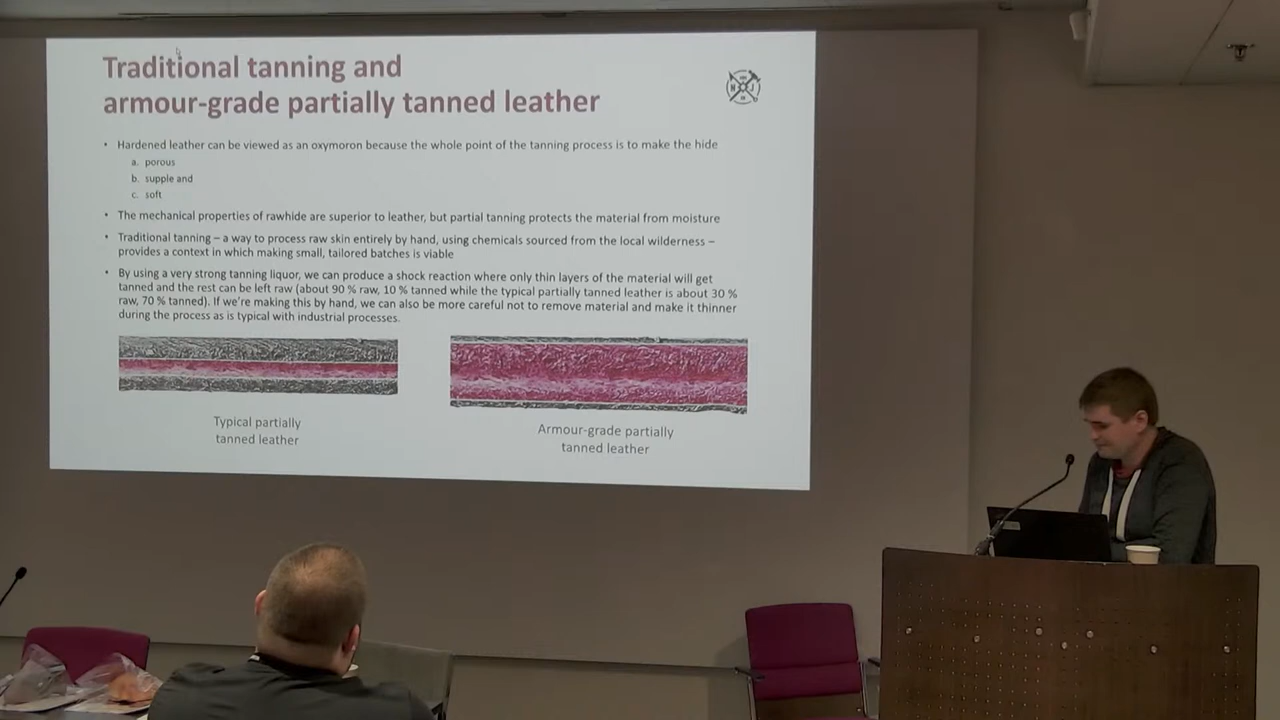 Traditional tanning and
armour-grade partially tanned leather
• Hardened leather can be viewed as an oxymoron because the whole point of the tanning process is to make the hide
a. porous
b. supple and
c. soft
• The mechanical properties of rawhide are superior to leather, but partial tanning protects the material from moisture
• Traditional tanning – a way to process raw skin entirely by hand, using chemicals sourced from the local wilderness –
provides a context in which making small, tailored batches is viable
• By using a very strong tanning liquor, we can produce a shock reaction where only thin layers of the material will get
tanned and the rest can be left raw (about 90 % raw, 10 % tanned while the typical partially tanned leather is about 30 %
raw, 70 % tanned). If we're making this by hand, we can also be more careful not to remove material and make it thinner
during the process as is typical with industrial processes.
Typical partially
tanned leather
Armour-grade partially
tanned leather